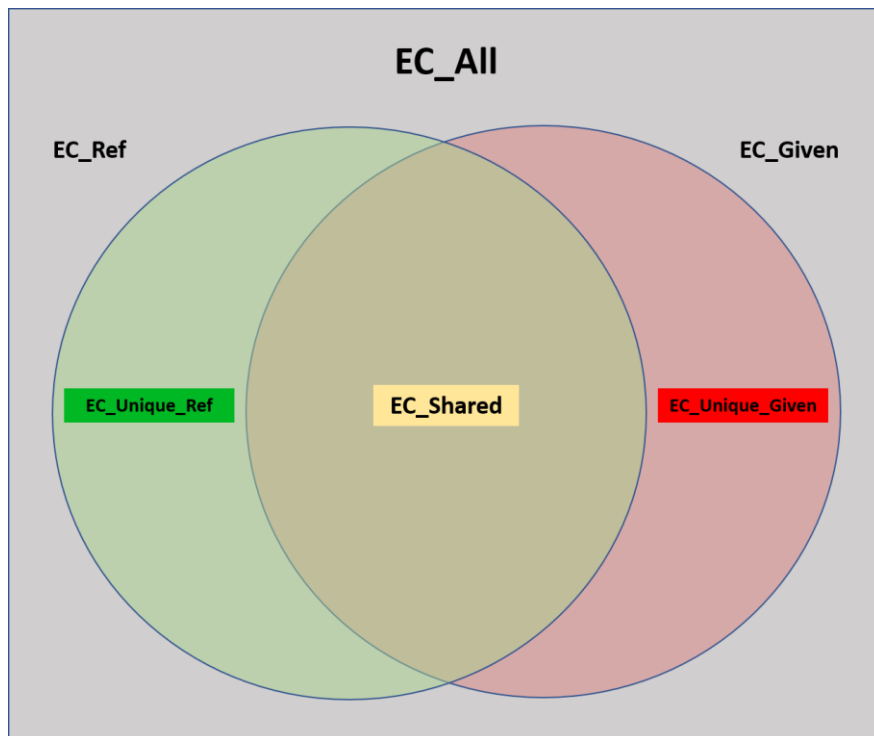 EC_All
EC_Ref
EC_Given
EC_Unique_Ref
EC_Shared
EC_Unique_Given